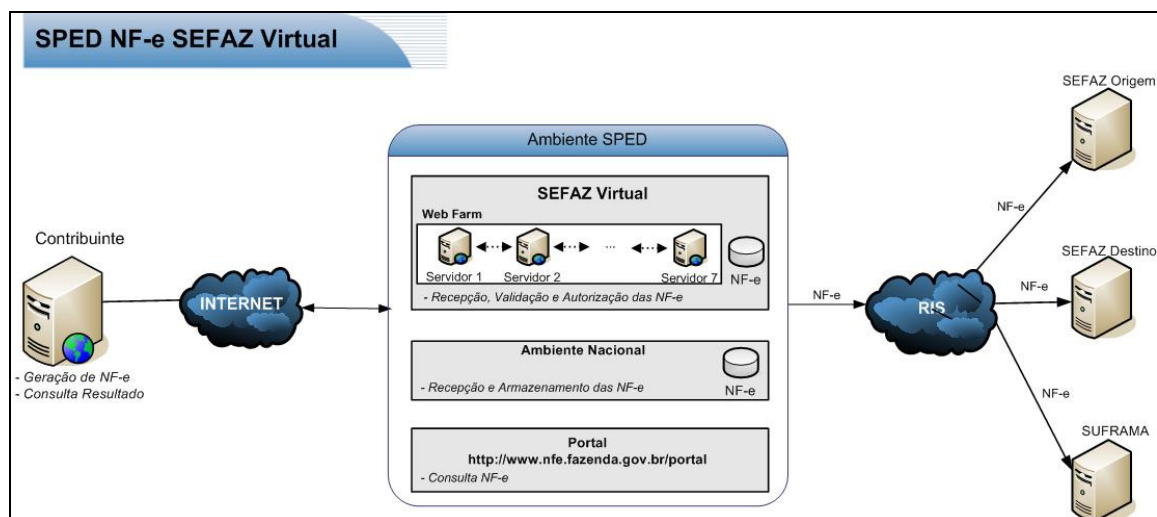 SPED NF-e SEFAZ Virtual
Contribuinte
- Geração de NF-e
- Consulta Resultado
INTERNET
Ambiente SPED
SEFAZ Virtual
Web Farm
Servidor 1
Servidor 2
...
Servidor 7
NF-e
- Recepção, Validação e Autorização das NF-e
Ambiente Nacional
- Recepção e Armazenamento das NF-e
NF-e
Portal
http://www.nfe.fazenda.gov.br/portal
- Consulta NF-e
NF-e
RIS
NF-e
SEFAZ Origem
NF-e
SEFAZ Destino
NF-e
SUFRAMA